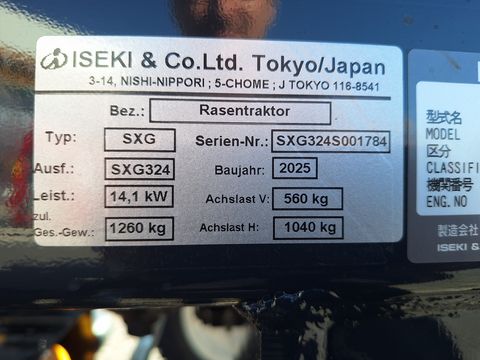 ISEKI & Co.Ltd. Tokyo/Japan
3-14, NISHI-NIPPORI ; 5-CHOME ; J TOKYO 116-8541
Bez.: Rasentraktor
Typ: SXG Serien-Nr.: SXG324S001784
Ausf.: SXG324 Baujahr: 2025
Leist.: 14,1 kW Achslast V: 560 kg
zul.
Ges.-Gew.: 1260 kg Achslast H: 1040 kg
型式名
MODEL
区分
CLASSIFI
機関番号
ENG.NO
製造会
ISEKI &